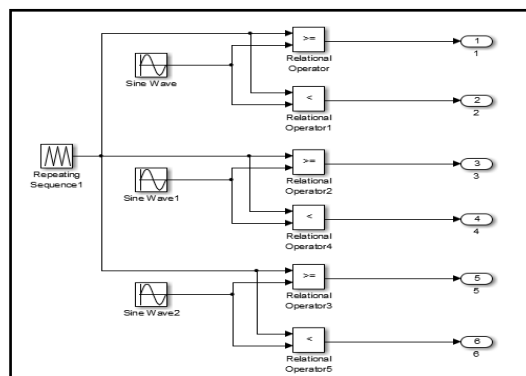 >=
Relational
Operator
1
1
Sine Wave
<
Relational
Operator1
2
2
Repeating
Sequence1
>=
Relational
Operator2
3
3
Sine Wave1
<
Relational
Operator4
4
4
>=
Relational
Operator3
5
5
Sine Wave2
<
Relational
Operator5
6
6